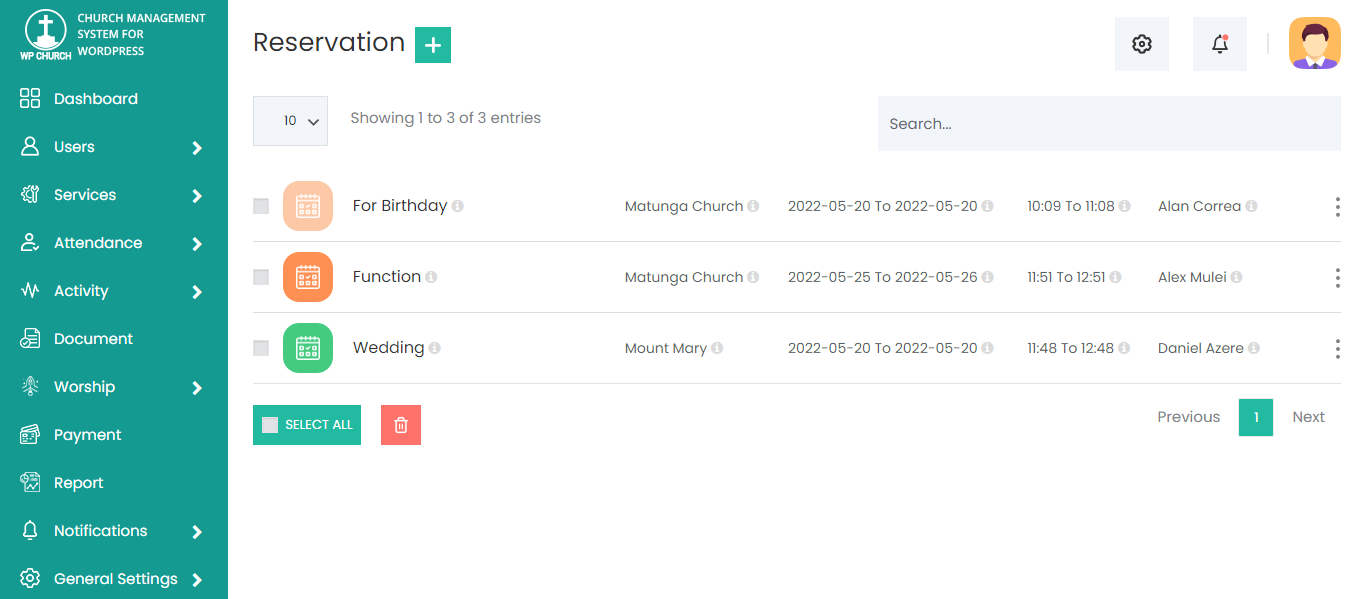 CHURCH MANAGEMENT
SYSTEM FOR
WORDPRESS
WP CHURCH
Dashboard
Users
Services
Attendance
Activity
Document
Worship
Payment
Report
Notifications
General Settings
Reservation +
10 Showing 1 to 3 of 3 entries Search...
For Birthday Matunga Church 2022-05-20 To 2022-05-20 10:09 To 11:08 Alan Correa
Function Matunga Church 2022-05-25 To 2022-05-26 11:51 To 12:51 Alex Mulei
Wedding Mount Mary 2022-05-20 To 2022-05-20 11:48 To 12:48 Daniel Azere
SELECT ALL Previous 1 Next